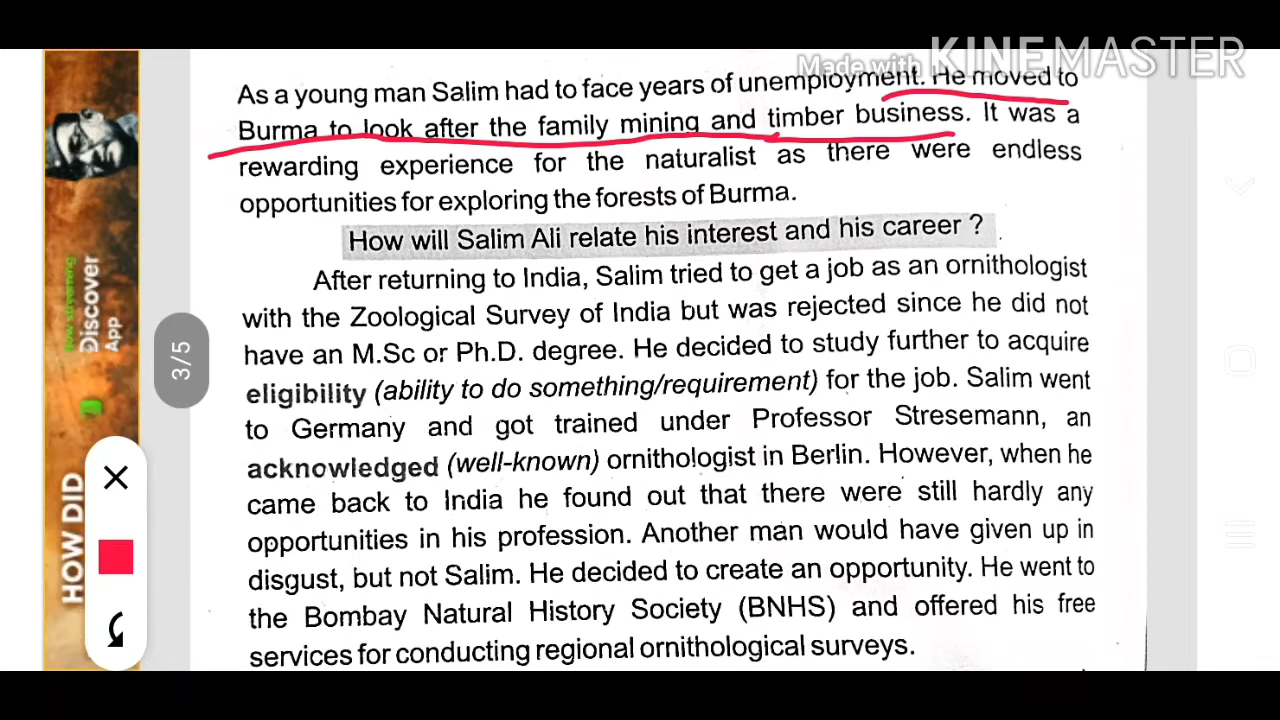 Made with KINEMASTER
As a young man Salim had to face years of unemployment. He moved to
Burma to look after the family mining and timber business. It was a
rewarding experience for the naturalist as there were endless
opportunities for exploring the forests of Burma.
How will Salim Ali relate his interest and his career ?
After returning to India, Salim tried to get a job as an ornithologist
with the Zoological Survey of India but was rejected since he did not
have an M.Sc or Ph.D. degree. He decided to study further to acquire
eligibility (ability to do something/requirement) for the job. Salim went
to Germany and got trained under Professor Stresemann, an
acknowledged (well-known) ornithologist in Berlin. However, when he
came back to India he found out that there were still hardly any
opportunities in his profession. Another man would have given up in
disgust, but not Salim. He decided to create an opportunity. He went to
the Bombay Natural History Society (BNHS) and offered his free
services for conducting regional ornithological surveys.
3/5
Now streaming
Discover
App
HOW DID